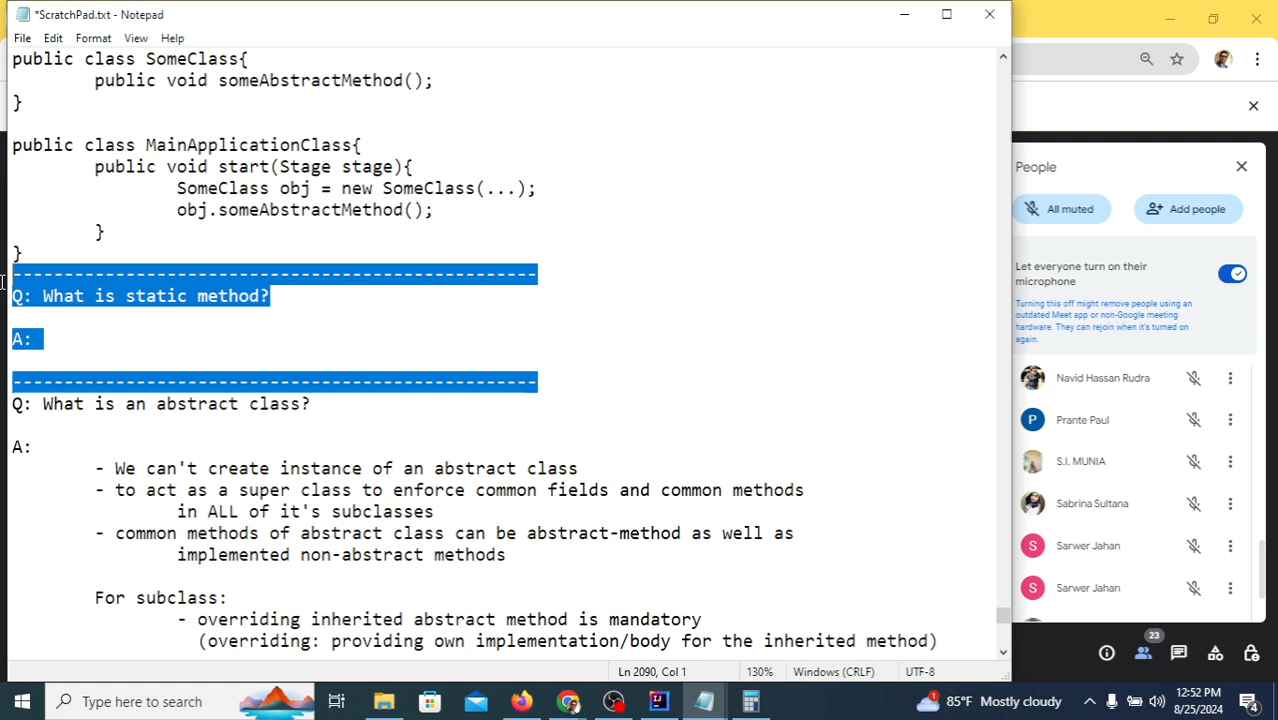 *ScratchPad.txt - Notepad
File Edit Format View Help
public class SomeClass{
public void someAbstractMethod();
}
public class MainApplicationClass{
public void start(Stage stage){
SomeClass obj = new SomeClass(...);
obj.someAbstractMethod();
}
}
---------------------------------------------------
Q: What is static method?
A:
---------------------------------------------------
Q: What is an abstract class?
A:
- We can't create instance of an abstract class
- to act as a super class to enforce common fields and common methods
in ALL of it's subclasses
- common methods of abstract class can be abstract-method as well as
implemented non-abstract methods
For subclass:
- overriding inherited abstract method is mandatory
(overriding: providing own implementation/body for the inherited method)
Ln 2090, Col 1 130% Windows (CRLF) UTF-8
People
All muted Add people
Let everyone turn on their
microphone
Turning this off might remove people using an
outdated Meet app or non-Google meeting
hardware. They can rejoin when it's turned on
again.
Navid Hassan Rudra
P Prante Paul
S.I. MUNIA
Sabrina Sultana
S Sarwer Jahan
S Sarwer Jahan
23
Type here to search
1 85°F Mostly cloudy
12:52 PM
8/25/2024
4